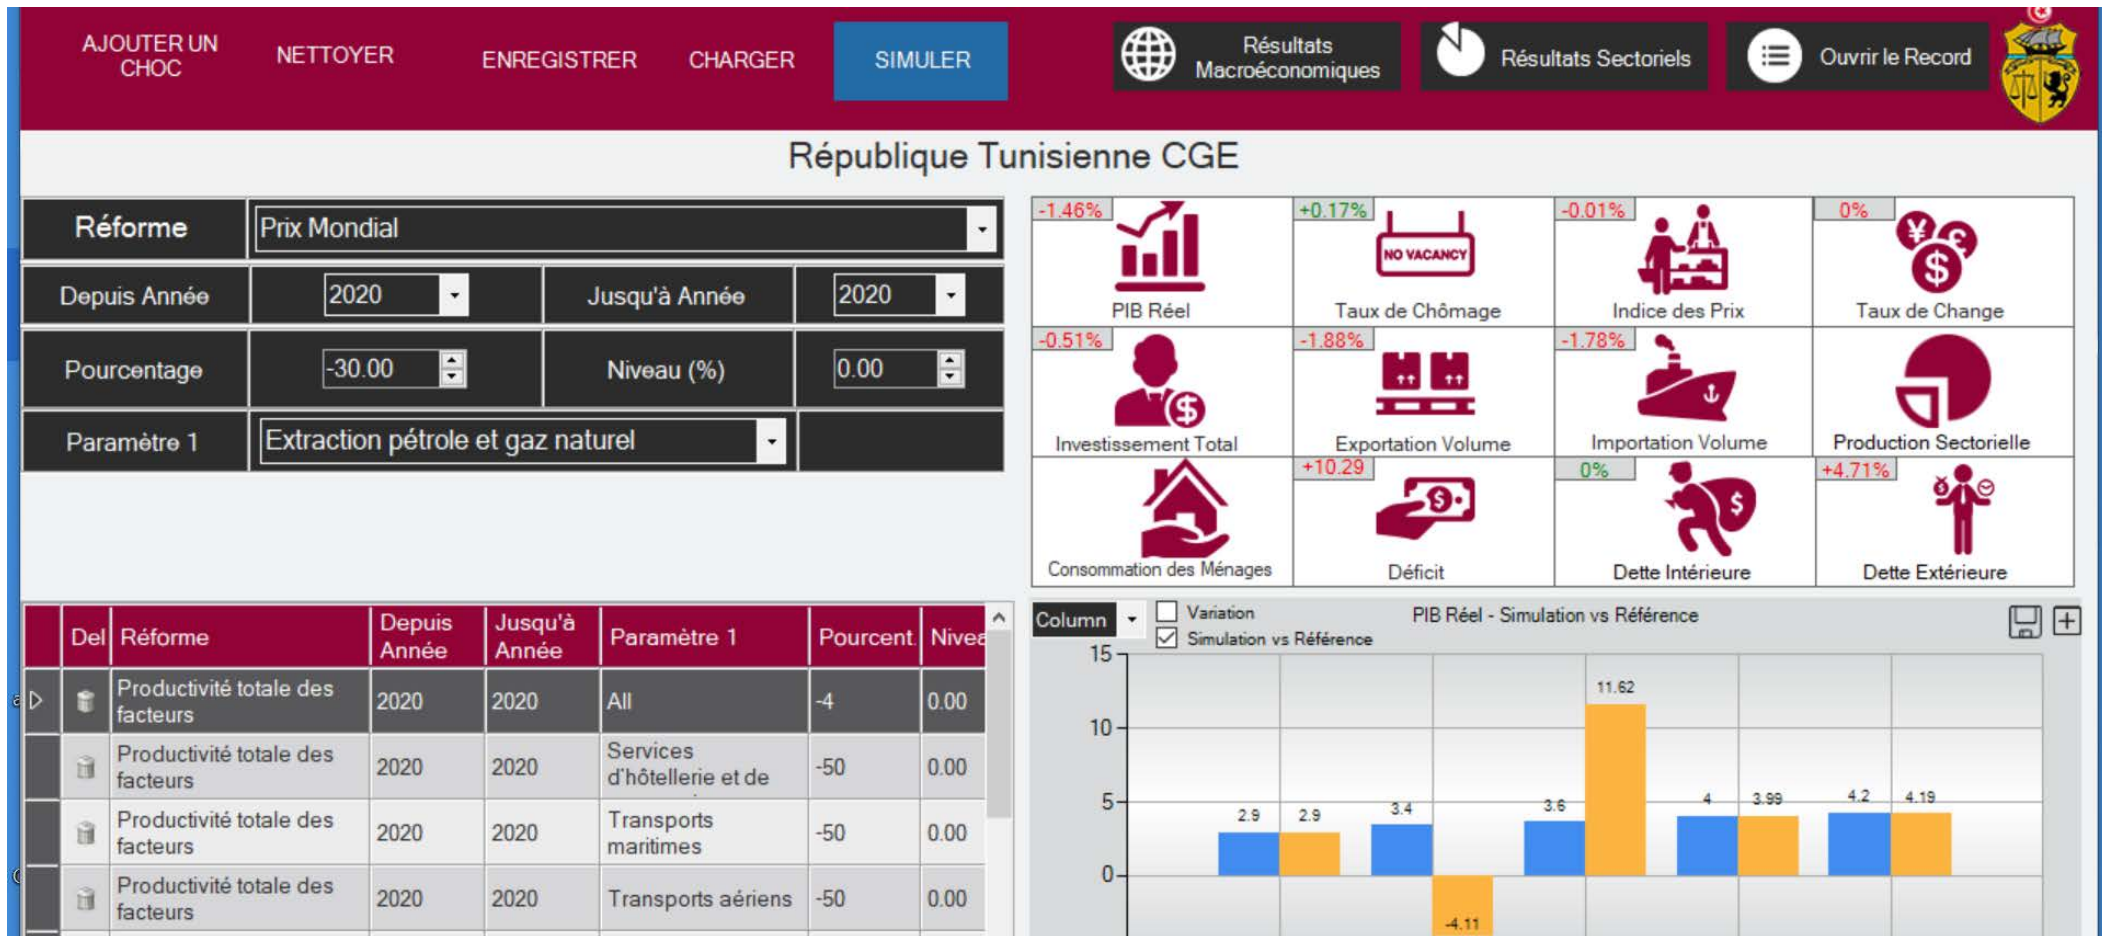 AJOUTER UN
CHOC
NETTOYER
ENREGISTRER
CHARGER
SIMULER
Résultats
Macroéconomiques
Résultats Sectoriels
Ouvrir le Record
République Tunisienne CGE
Réforme
Prix Mondial
Depuis Année
2020
Jusqu'à Année
2020
Pourcentage
-30.00
Niveau (%)
0.00
Paramètre 1
Extraction pétrole et gaz naturel
-1.46%
PIB Réel
+0.17%
NO VACANCY
Taux de Chômage
-0.01%
Indice des Prix
0%
Taux de Change
-0.51%
Investissement Total
-1.88%
Exportation Volume
-1.78%
Importation Volume
Production Sectorielle
Consommation des Ménages
+10.29
Déficit
0%
Dette Intérieure
+4.71%
Dette Extérieure
Del
Réforme
Depuis
Année
Jusqu'à
Année
Paramètre 1
Pourcent.
Nivea
Productivité totale des
facteurs
2020
2020
All
-4
0.00
Productivité totale des
facteurs
2020
2020
Services
d'hôtellerie et de
-50
0.00
Productivité totale des
facteurs
2020
2020
Transports
maritimes
-50
0.00
Productivité totale des
facteurs
2020
2020
Transports aériens
-50
0.00
Column
Variation
Simulation vs Référence
PIB Réel - Simulation vs Référence
15
10
5
0
2.9
2.9
3.4
-4.11
3.6
11.62
4
3.99
4.2
4.19